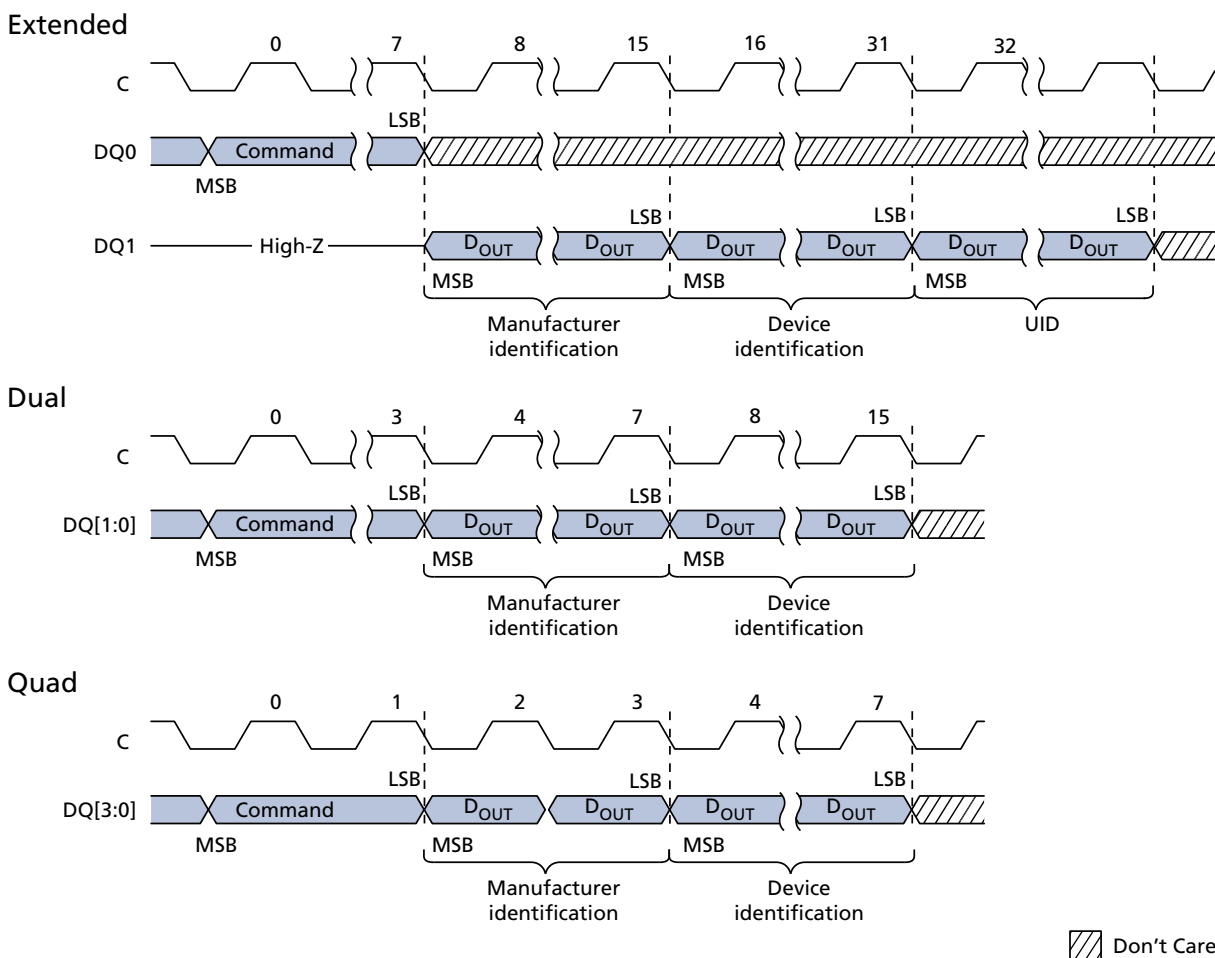 Extended
0 7 8 15 16 31 32
C
LSB
DQ0 Command
MSB
LSB LSB LSB
DQ1 High-Z DOUT DOUT DOUT DOUT DOUT DOUT
MSB MSB MSB
Manufacturer Device UID
identification identification
Dual
0 3 4 7 8 15
C
LSB LSB LSB
DQ[1:0] Command DOUT DOUT DOUT DOUT
MSB MSB MSB
Manufacturer Device
identification identification
Quad
0 1 2 3 4 7
C
LSB LSB LSB
DQ[3:0] Command DOUT DOUT DOUT DOUT
MSB MSB MSB
Manufacturer Device
identification identification
Don't Care